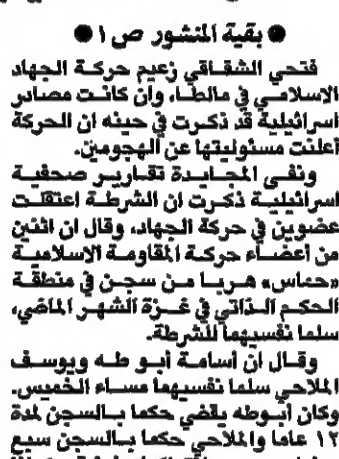 ● بقية المنشور ص ١ ●
فتحي الشقاقي زعيم حركة الجهاد
الاسلامي في مالطا، وان كانت مصادر
اسرائيلية قد ذكرت في حينه ان الحركة
أعلنت مسئوليتها عن الهجومين.
ونفى المجايدة تقارير صحفية
اسرائيلية ذكرت ان الشرطة اعتقلت
عضوين في حركة الجهاد، وقال ان اثنين
من أعضاء حركة المقاومة الاسلامية
«حماس» هربا من سجن في منطقة
الحكم الذاتي في غزة الشهر الماضي،
سلما نفسيهما للشرطة.
وقال ان أسامة أبو طه ويوسف
الملاحي سلما نفسيهما مساء الخميس.
وكان أبوطه يقضي حكما بالسجن لمدة
١٢ عاما والملاحي حكما بالسجن سبع